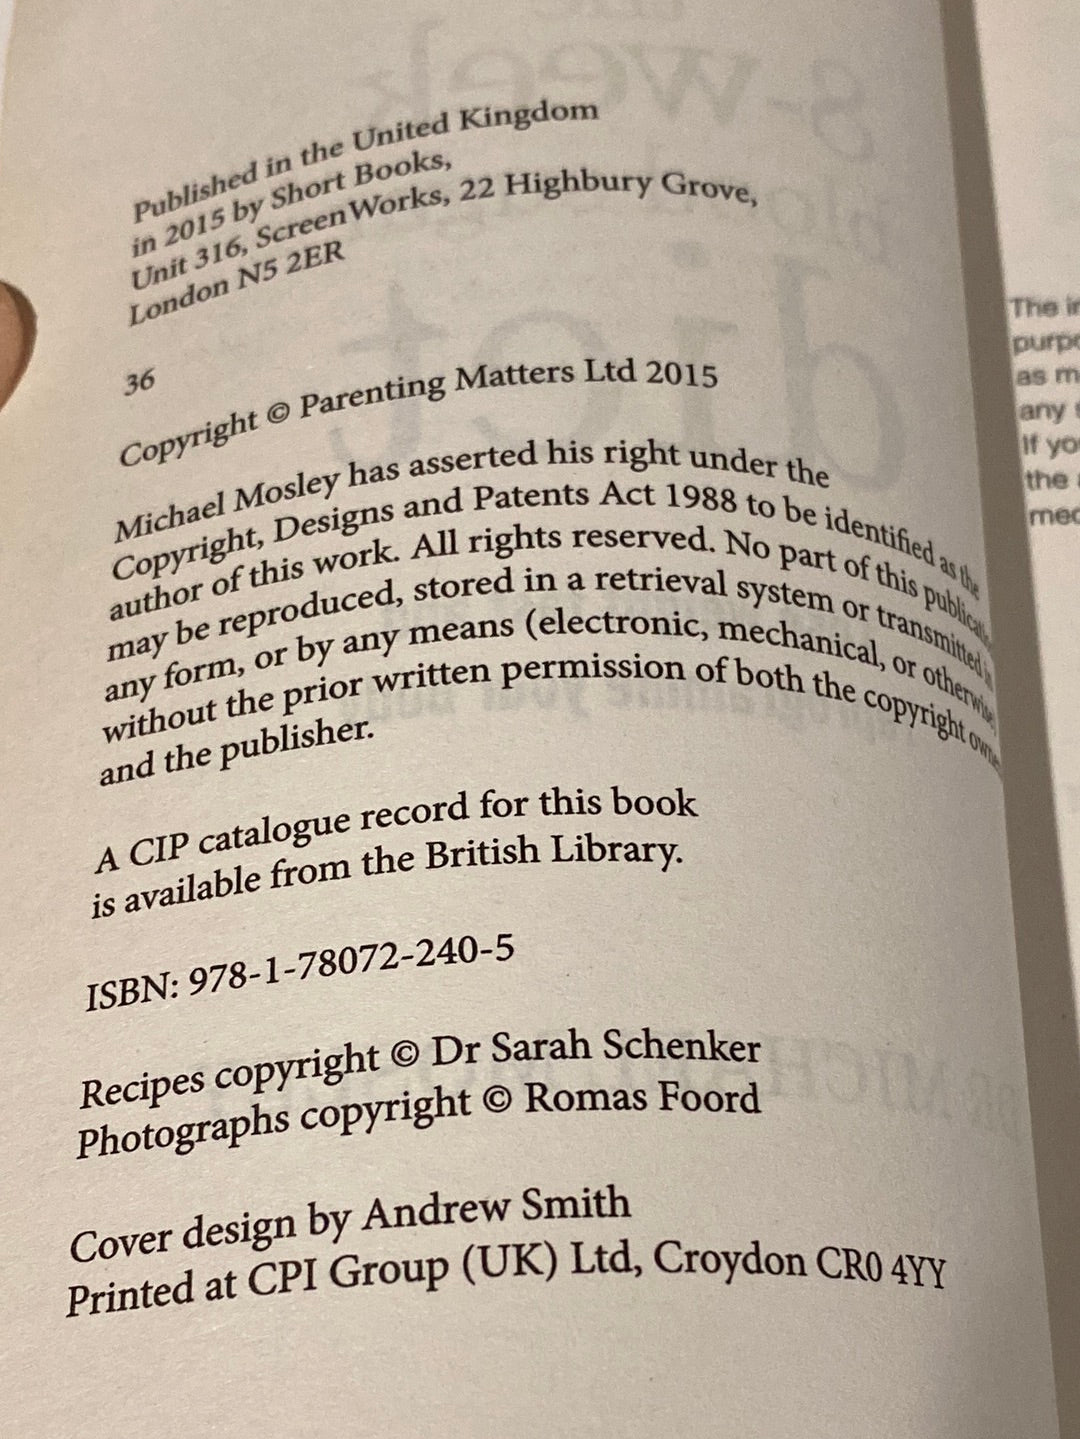 Published in the United Kingdom
in 2015 by Short Books,
Unit 316, ScreenWorks, 22 Highbury Grove,
London N5 2ER
36
Copyright © Parenting Matters Ltd 2015
Michael Mosley has asserted his right under the
Copyright, Designs and Patents Act 1988 to be identified as the
author of this work. All rights reserved. No part of this
may be reproduced, stored in a retrieval system or transmitted in
any form, or by any means (electronic, mechanical, or
without the prior written permission of both the copyright
and the publisher.
A CIP catalogue record for this book
is available from the British Library.
ISBN: 978-1-78072-240-5
Recipes copyright © Dr Sarah Schenker
Photographs copyright © Romas Foord
Cover design by Andrew Smith
Printed at CPI Group (UK) Ltd, Croydon CR0 4YY
The
as
any
If
the